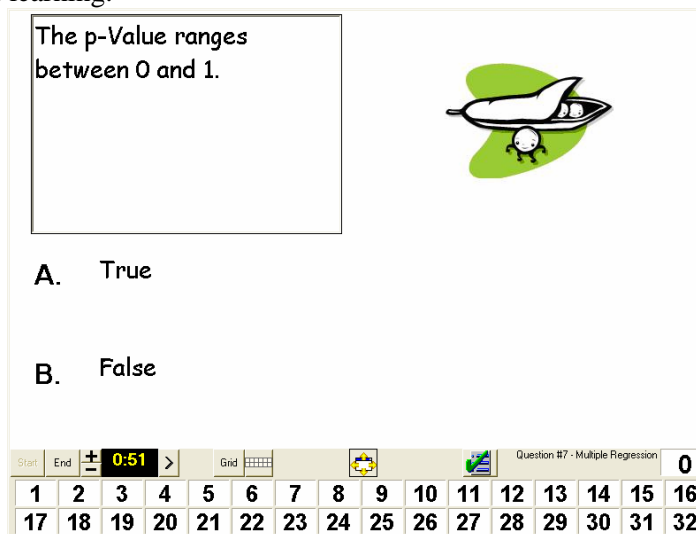 The p-Value ranges
between 0 and 1.
A. True
B. False
Start End + − 0:51 > Grid Question #7 - Multiple Regression 0
1 2 3 4 5 6 7 8 9 10 11 12 13 14 15 16
17 18 19 20 21 22 23 24 25 26 27 28 29 30 31 32